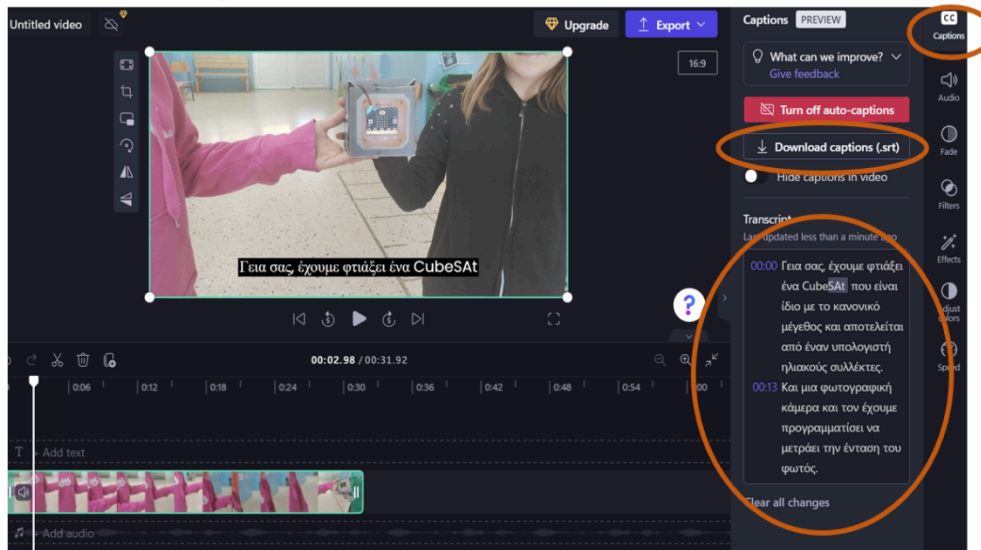 Untitled video
Upgrade
Export
16:9
Γεια σας, έχουμε φτιάξει ένα CubeSAt
00:02.98 / 00:31.92
0:06
0:12
0:18
0:24
0:30
0:36
0:42
0:48
0:54
:00
T + Add text
+ Add audio
Captions PREVIEW
What can we improve?
Give feedback
Turn off auto-captions
Download captions (.srt)
Hide captions in video
Transcript
Last updated less than a minute ago
00:00 Γεια σας, έχουμε φτιάξει
ένα CubeSAt που είναι
ίδιο με το κανονικό
μέγεθος και αποτελείται
από έναν υπολογιστή
ηλιακούς συλλέκτες.
00:13 Και μια φωτογραφική
κάμερα και τον έχουμε
προγραμματίσει να
μετράει την ένταση του
φωτός.
Clear all changes
CC
Captions
Audio
Fade
Filters
Effects
Adjust
colors
Speed